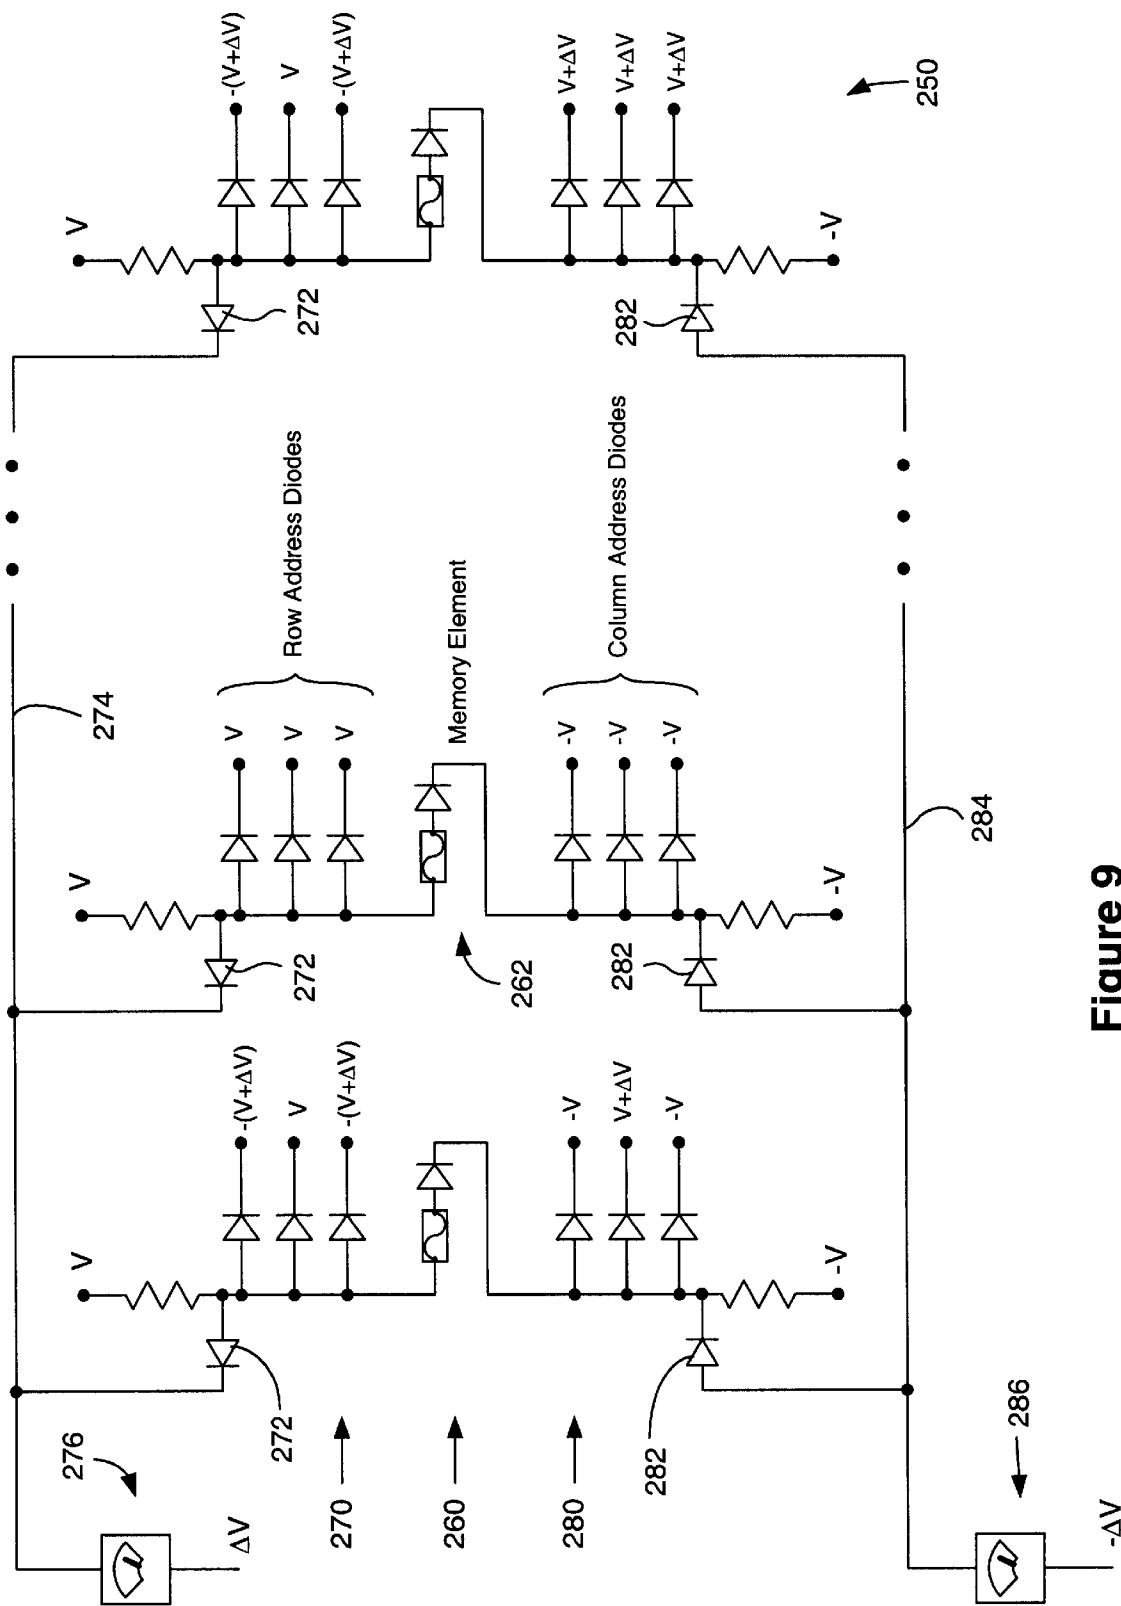 276
ΔV
270
260
280
286
-ΔV
V
272
-(V+ΔV)
V
-(V+ΔV)
-V
V+ΔV
-V
282
-V
V
272
V
V
V
262
-V
-V
-V
282
-V
274
Row Address Diodes
Memory Element
Column Address Diodes
284
V
272
-(V+ΔV)
V
-(V+ΔV)
V+ΔV
V+ΔV
V+ΔV
282
-V
250
Figure 9